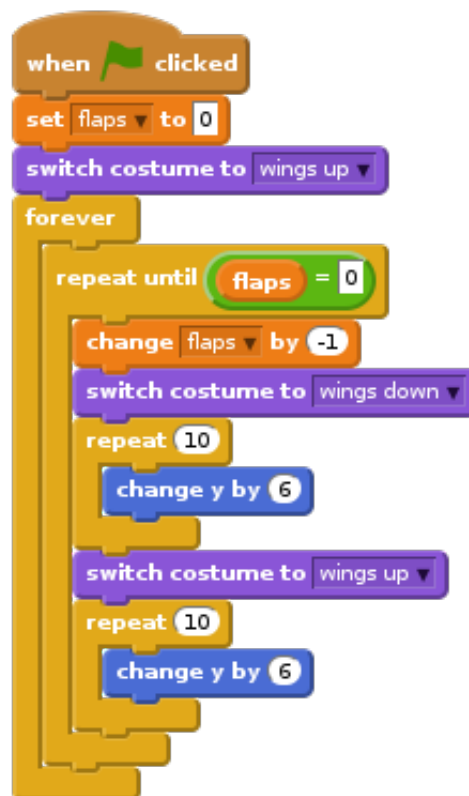 when clicked
set flaps to 0
switch costume to wings up
forever
repeat until flaps = 0
change flaps by -1
switch costume to wings down
repeat 10
change y by 6
switch costume to wings up
repeat 10
change y by 6